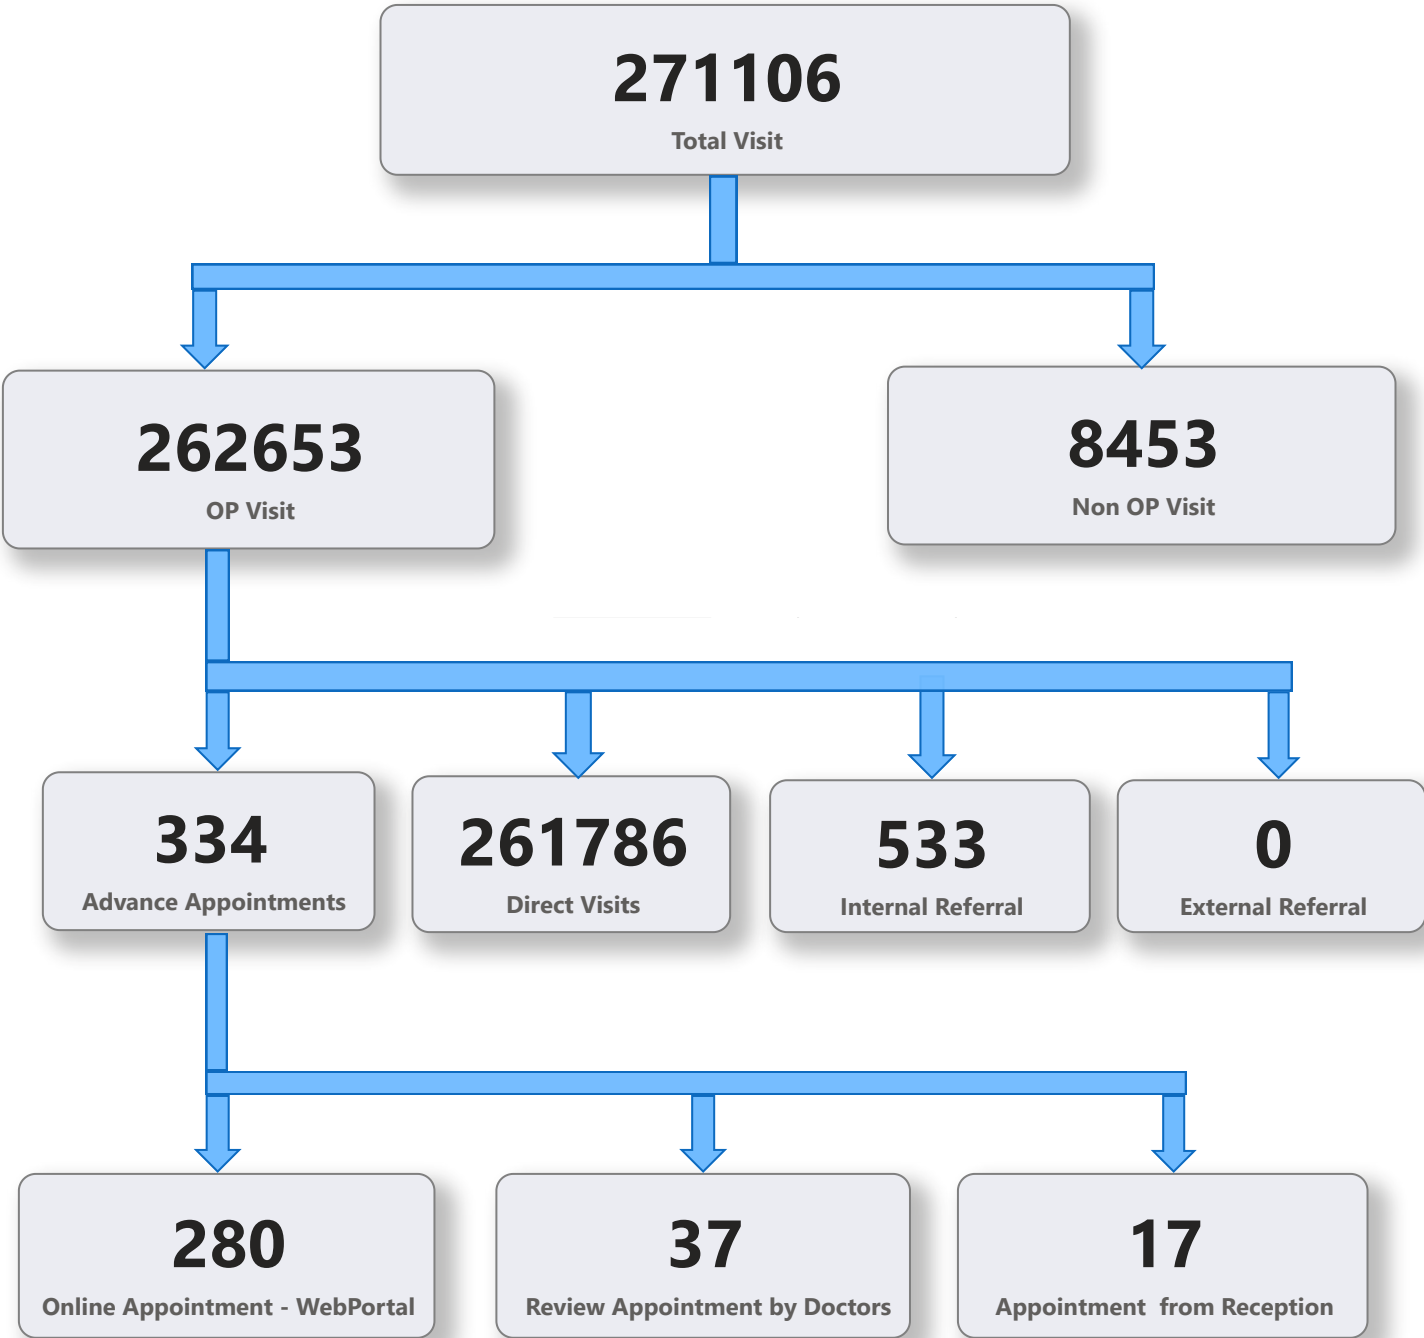 271106
Total Visit
262653
OP Visit
8453
Non OP Visit
334
Advance Appointments
261786
Direct Visits
533
Internal Referral
0
External Referral
280
Online Appointment - WebPortal
37
Review Appointment by Doctors
17
Appointment  from Reception